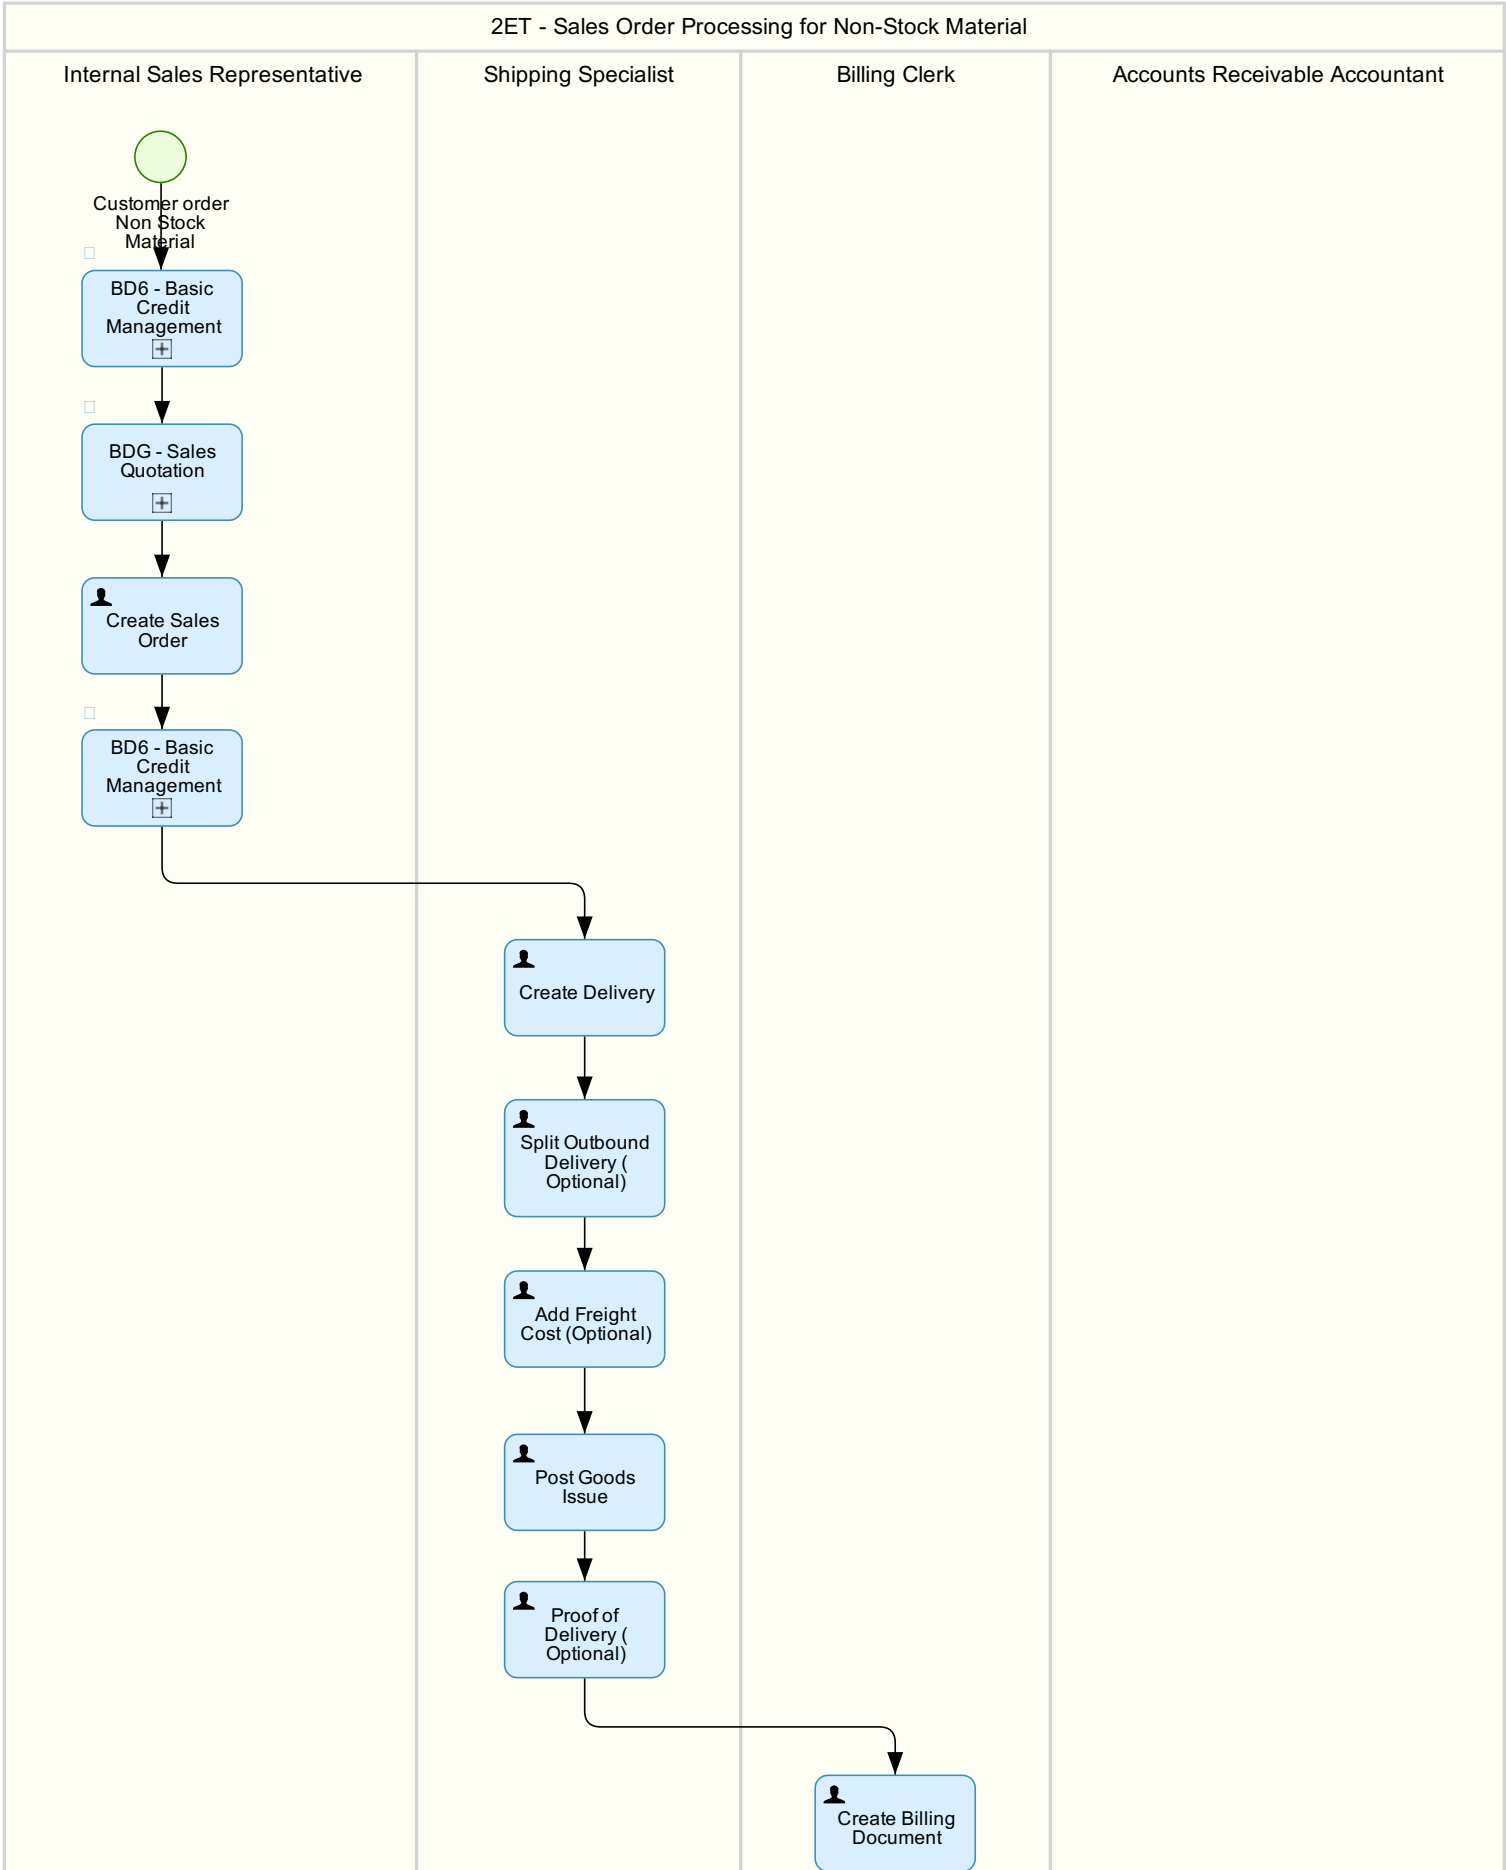 2ET - Sales Order Processing for Non-Stock Material
Internal Sales Representative
Shipping Specialist
Billing Clerk
Accounts Receivable Accountant
Customer order
Non Stock
Material
BD6 - Basic
Credit
Management
BDG - Sales
Quotation
Create Sales
Order
BD6 - Basic
Credit
Management
Create Delivery
Split Outbound
Delivery (
Optional)
Add Freight
Cost (Optional)
Post Goods
Issue
Proof of
Delivery (
Optional)
Create Billing
Document